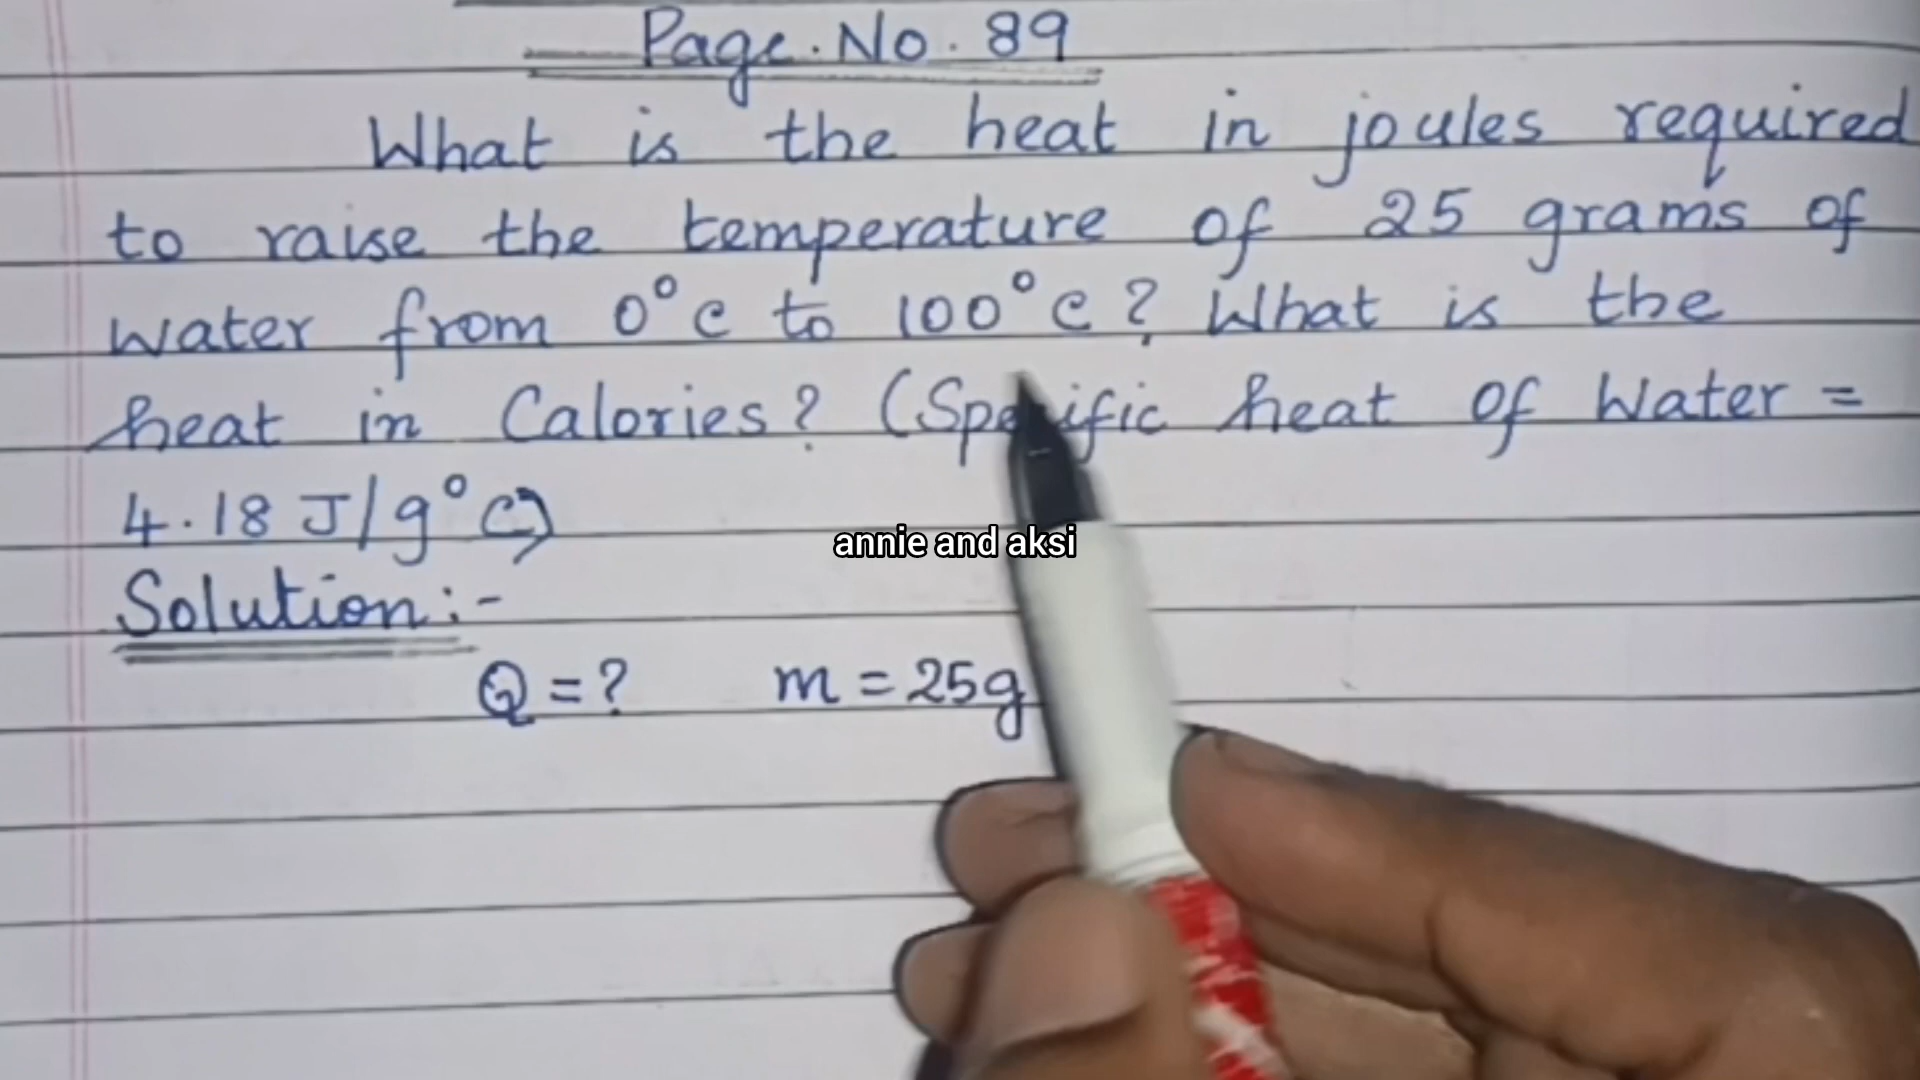 Page. No. 89
What is the heat in joules required
to raise the temperature of 25 grams of
water from 0°C to 100°C? What is the
heat in Calories? (Specific heat of Water =
4.18 J/g°C)
annie and aksi
Solution:-
Q = ? m = 25g